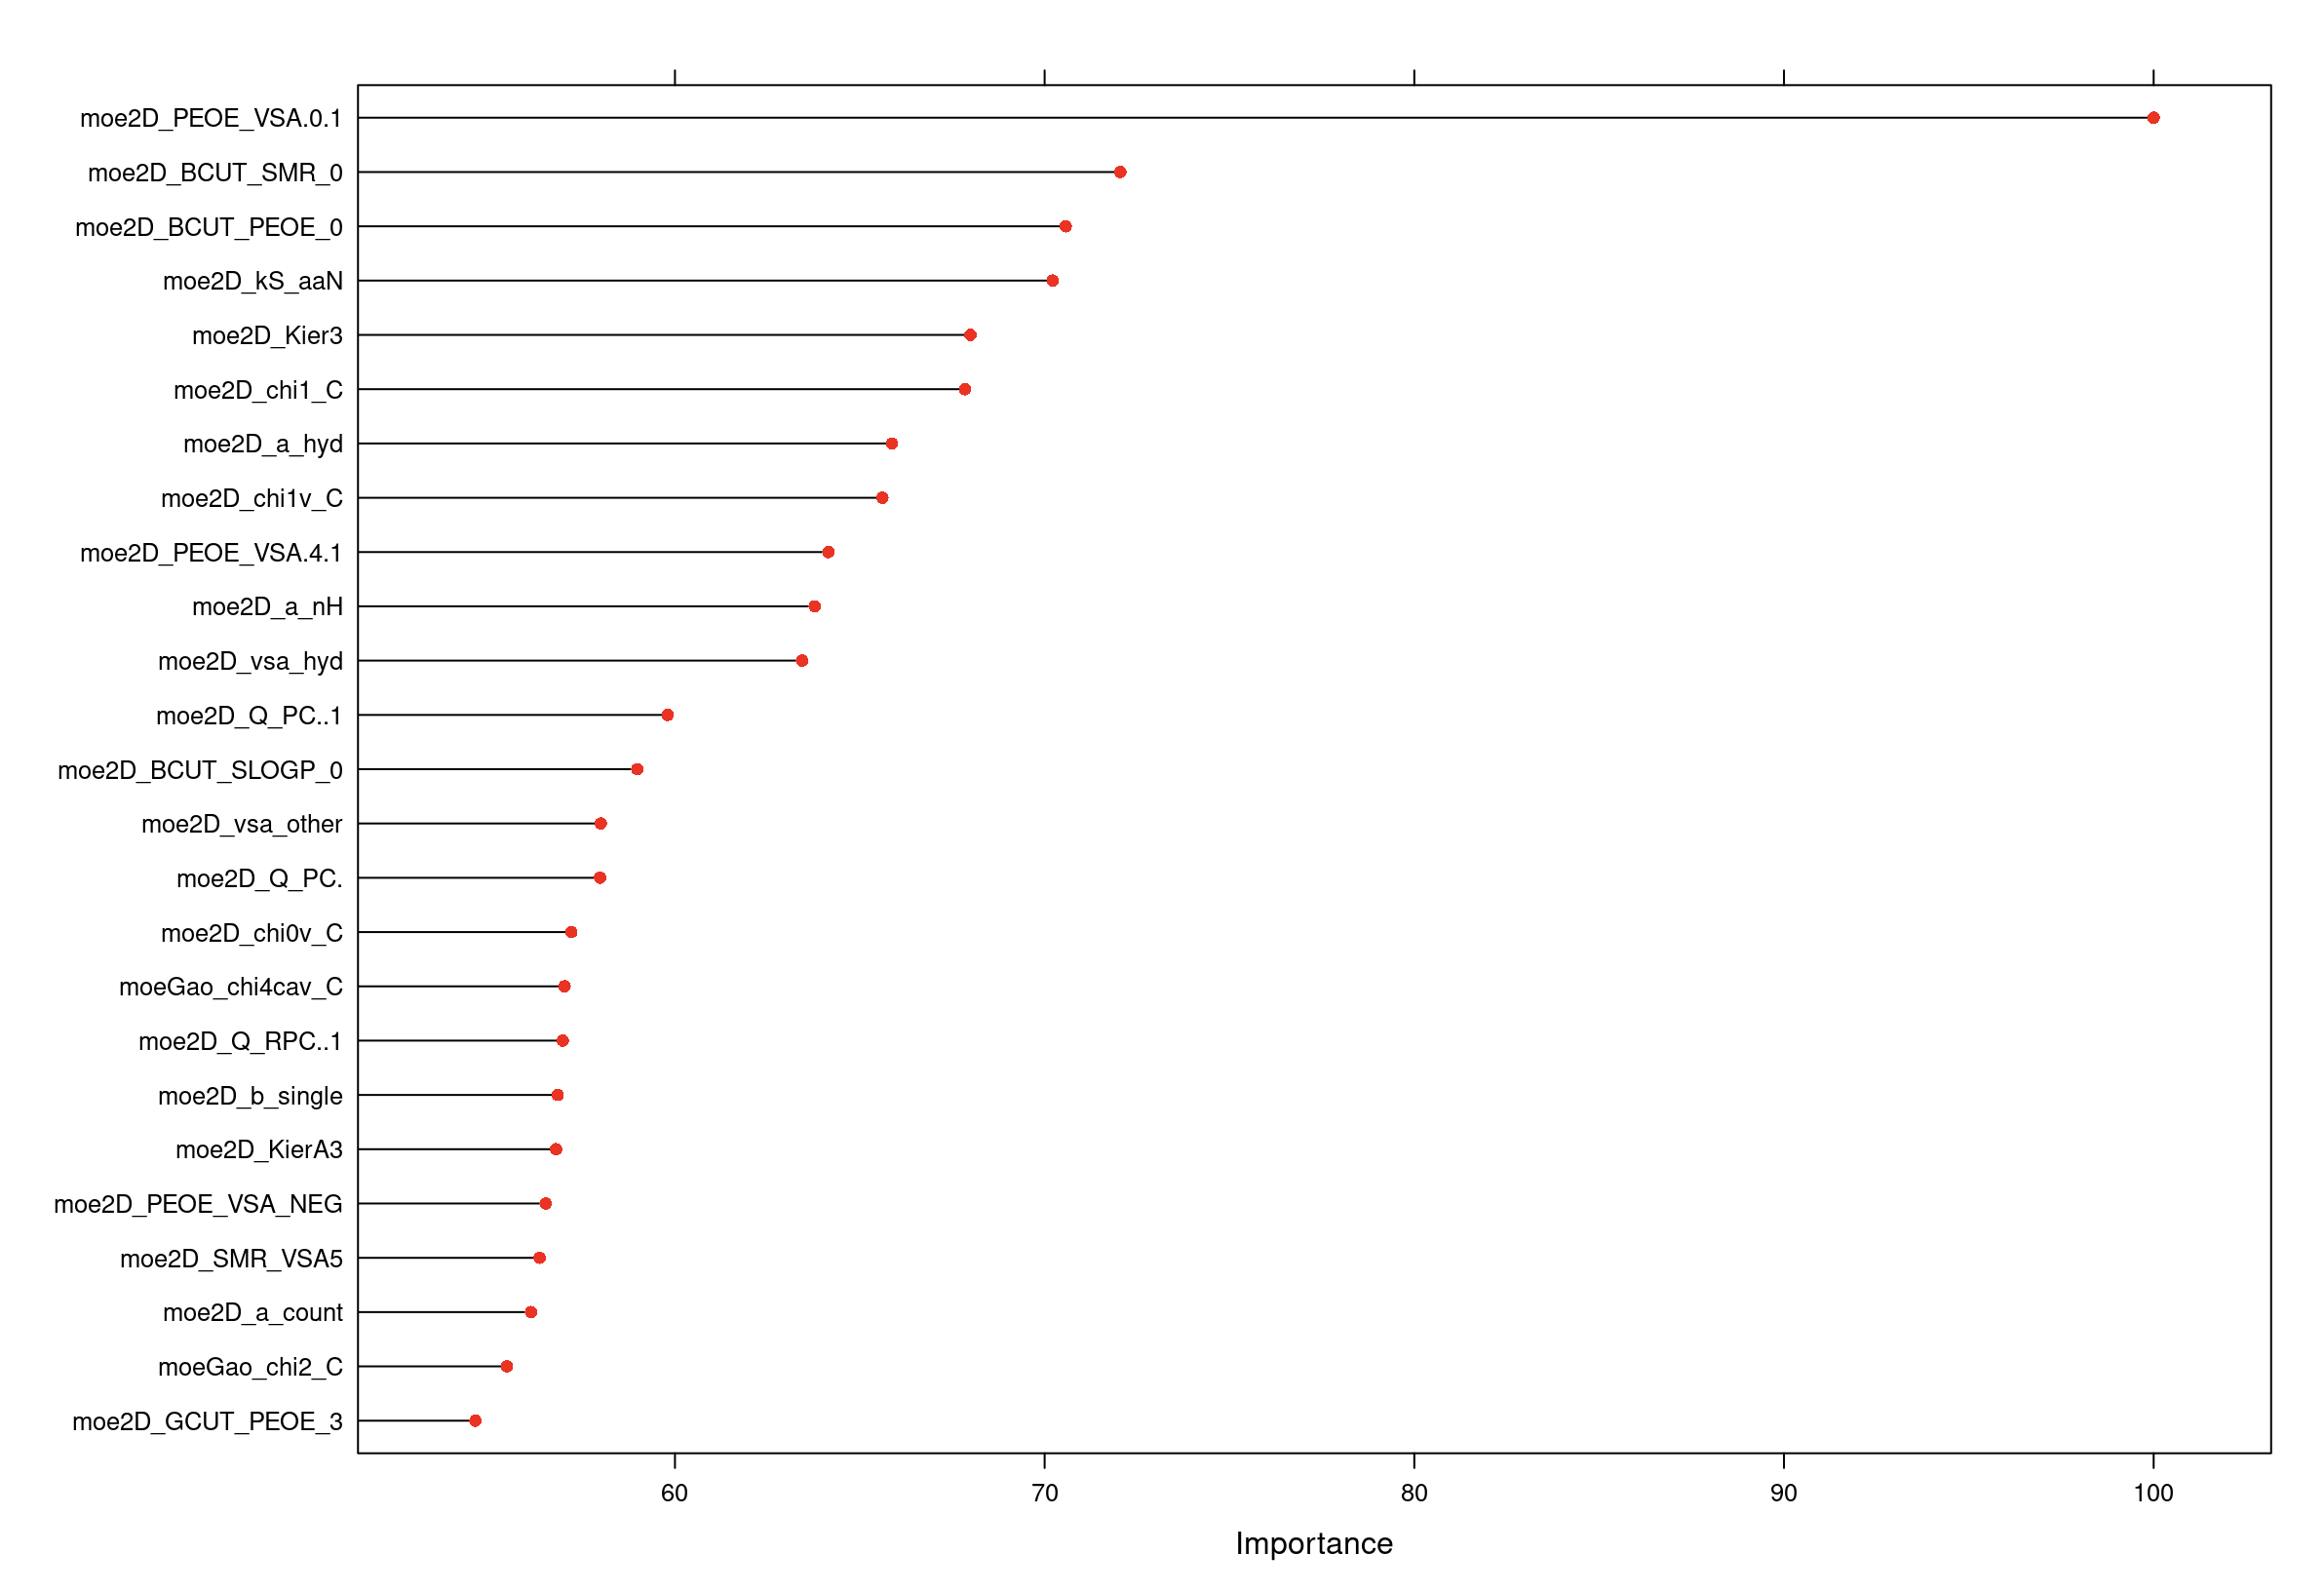 moe2D_PEOE_VSA.0.1
moe2D_BCUT_SMR_0
moe2D_BCUT_PEOE_0
moe2D_kS_aaN
moe2D_Kier3
moe2D_chi1_C
moe2D_a_hyd
moe2D_chi1v_C
moe2D_PEOE_VSA.4.1
moe2D_a_nH
moe2D_vsa_hyd
moe2D_Q_PC..1
moe2D_BCUT_SLOGP_0
moe2D_vsa_other
moe2D_Q_PC.
moe2D_chi0v_C
moeGao_chi4cav_C
moe2D_Q_RPC..1
moe2D_b_single
moe2D_KierA3
moe2D_PEOE_VSA_NEG
moe2D_SMR_VSA5
moe2D_a_count
moeGao_chi2_C
moe2D_GCUT_PEOE_3
60 70 80 90 100
Importance